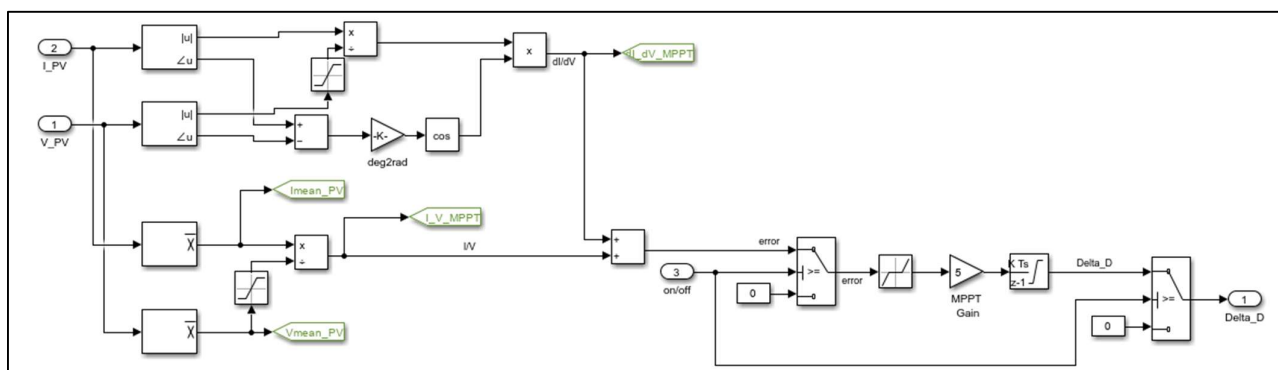 2
I_PV
|u|
∠u
x
÷
x
dI/dV
dI_dV_MPPT
1
V_PV
|u|
∠u
+
−
-K-
deg2rad
cos
Imean_PV
I_V_MPPT
X
x
÷
I/V
+
+
error
3
on/off
>=
0
error
5
MPPT
Gain
K Ts
z-1
Delta_D
>=
0
1
Delta_D
X
Vmean_PV